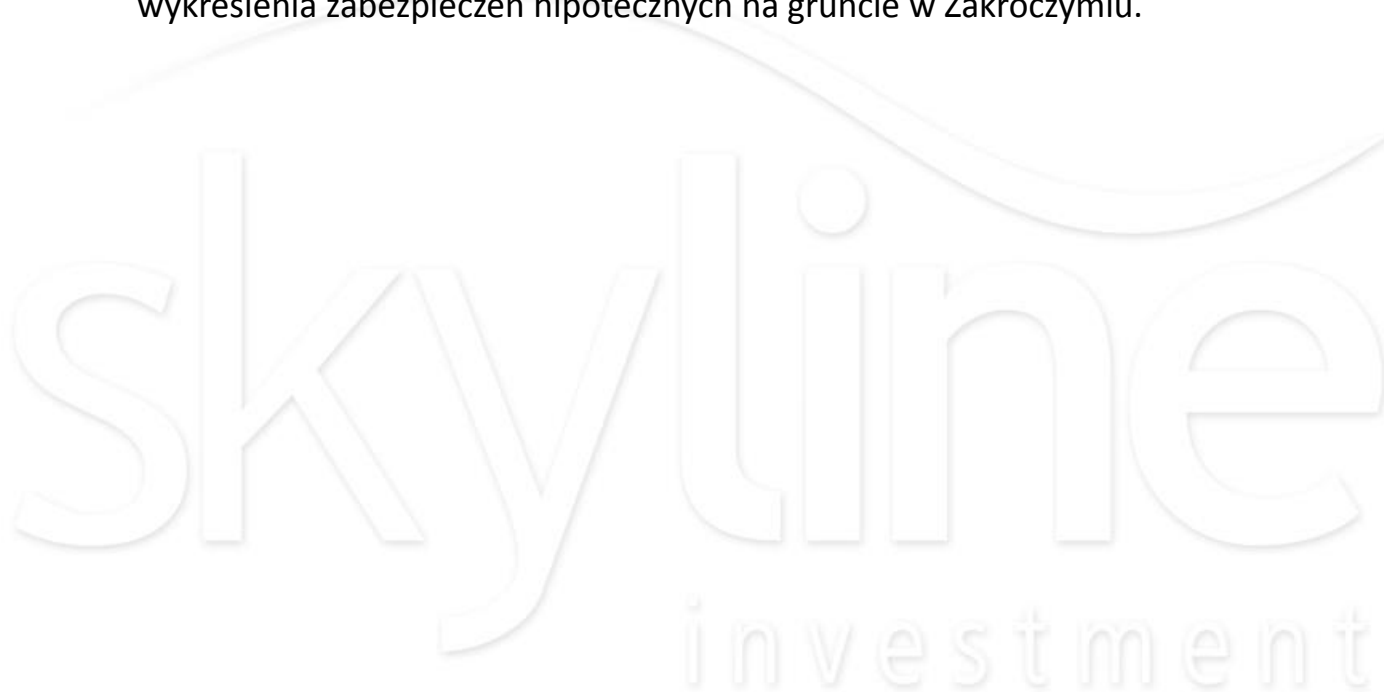 wykreślenia zabezpieczeń hipotecznych na gruncie w Zakroczymiu.
skyline
investment